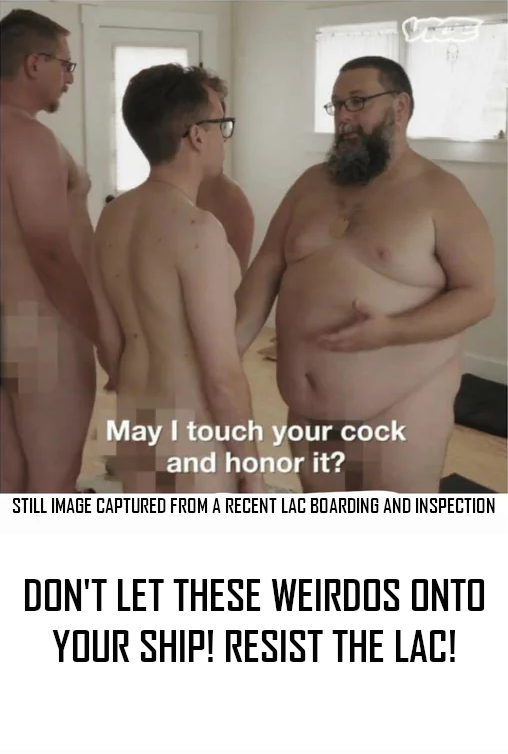 VICE
May I touch your cock
and honor it?
STILL IMAGE CAPTURED FROM A RECENT LAC BOARDING AND INSPECTION
DON'T LET THESE WEIRDOS ONTO
YOUR SHIP! RESIST THE LAC!